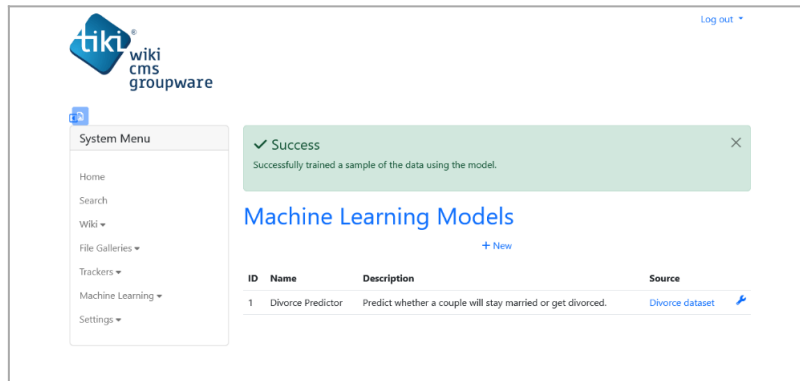 Log out
tiki®
wiki
cms
groupware
System Menu
Home
Search
Wiki
File Galleries
Trackers
Machine Learning
Settings
Success
Successfully trained a sample of the data using the model.
Machine Learning Models
+ New
ID Name Description Source
1 Divorce Predictor Predict whether a couple will stay married or get divorced. Divorce dataset